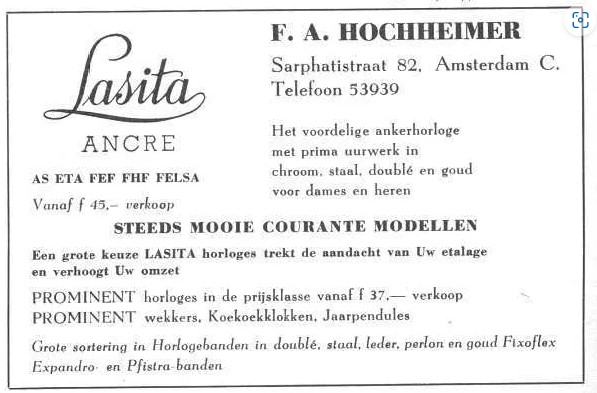 Lasita
ANCRE
AS ETA FEF FHF FELSA
Vanaf f 45,– verkoop
F. A. HOCHHEIMER
Sarphatistraat 82, Amsterdam C.
Telefoon 53939
Het voordelige ankerhorloge
met prima uurwerk in
chroom, staal, doublé en goud
voor dames en heren
STEEDS MOOIE COURANTE MODELLEN
Een grote keuze LASITA horloges trekt de aandacht van Uw etalage
en verhoogt Uw omzet
PROMINENT horloges in de prijsklasse vanaf f 37,— verkoop
PROMINENT wekkers, Koekoekklokken, Jaarpendules
Grote sortering in Horlogebanden in doublé, staal, leder, perlon en goud Fixoflex
Expandro- en Pfistra-banden